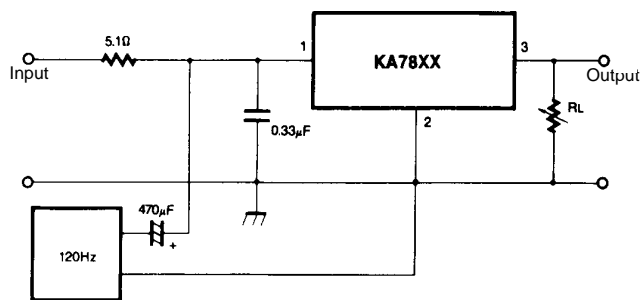 5.1Ω
Input
1
KA78XX
3
Output
2
0.33μF
RL
470μF
+
120Hz